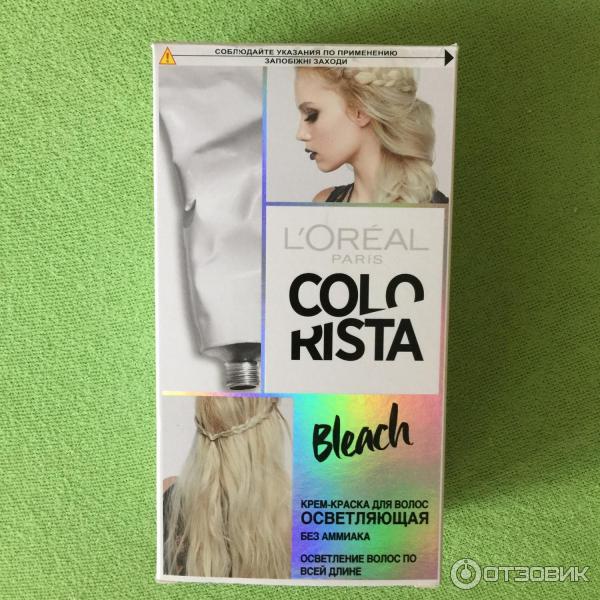 СОБЛЮДАЙТЕ УКАЗАНИЯ ПО ПРИМЕНЕНИЮ
ЗАПОБІЖНІ ЗАХОДИ
L'ORÉAL
PARIS
COLO
RISTA
Bleach
КРЕМ-КРАСКА ДЛЯ ВОЛОС
ОСВЕТЛЯЮЩАЯ
БЕЗ АММИАКА
ОСВЕТЛЕНИЕ ВОЛОС ПО
ВСЕЙ ДЛИНЕ
ОТЗОВИК